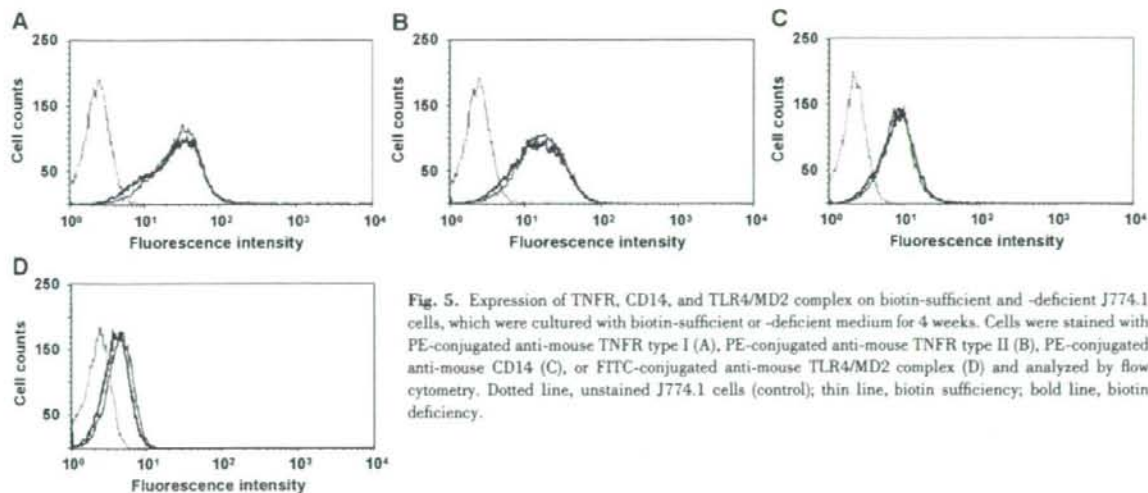 A
250
150
50
Cell counts
10⁰ 10¹ 10² 10³ 10⁴
Fluorescence intensity
B
250
150
50
Cell counts
10⁰ 10¹ 10² 10³ 10⁴
Fluorescence intensity
C
250
150
50
Cell counts
10⁰ 10¹ 10² 10³ 10⁴
Fluorescence intensity
D
250
150
50
Cell counts
10⁰ 10¹ 10² 10³ 10⁴
Fluorescence intensity
Fig. 5. Expression of TNFR, CD14, and TLR4/MD2 complex on biotin-sufficient and -deficient J774.1
cells, which were cultured with biotin-sufficient or -deficient medium for 4 weeks. Cells were stained with
PE-conjugated anti-mouse TNFR type I (A), PE-conjugated anti-mouse TNFR type II (B), PE-conjugated
anti-mouse CD14 (C), or FITC-conjugated anti-mouse TLR4/MD2 complex (D) and analyzed by flow
cytometry. Dotted line, unstained J774.1 cells (control); thin line, biotin sufficiency; bold line, biotin
deficiency.